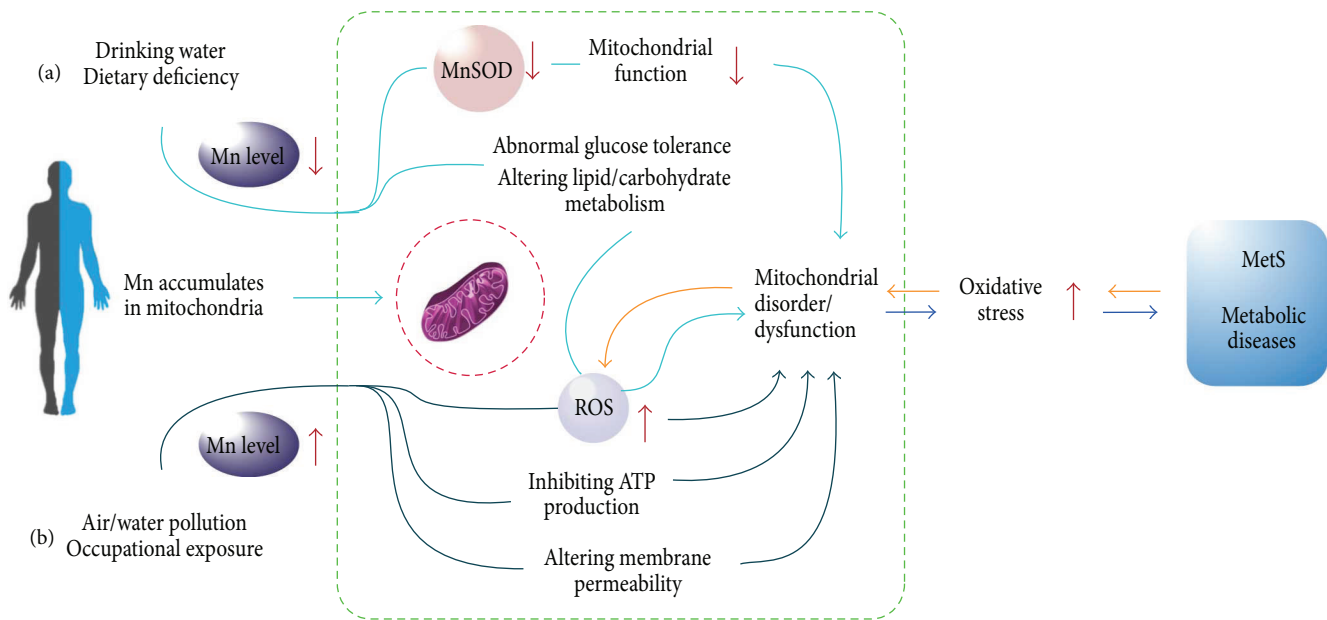 (a)
Drinking water
Dietary deficiency
Mn level
MnSOD
Mitochondrial
function
Abnormal glucose tolerance
Altering lipid/carbohydrate
metabolism
Mn accumulates
in mitochondria
Mitochondrial
disorder/
dysfunction
Oxidative
stress
MetS
Metabolic
diseases
ROS
Mn level
Inhibiting ATP
production
(b)
Air/water pollution
Occupational exposure
Altering membrane
permeability